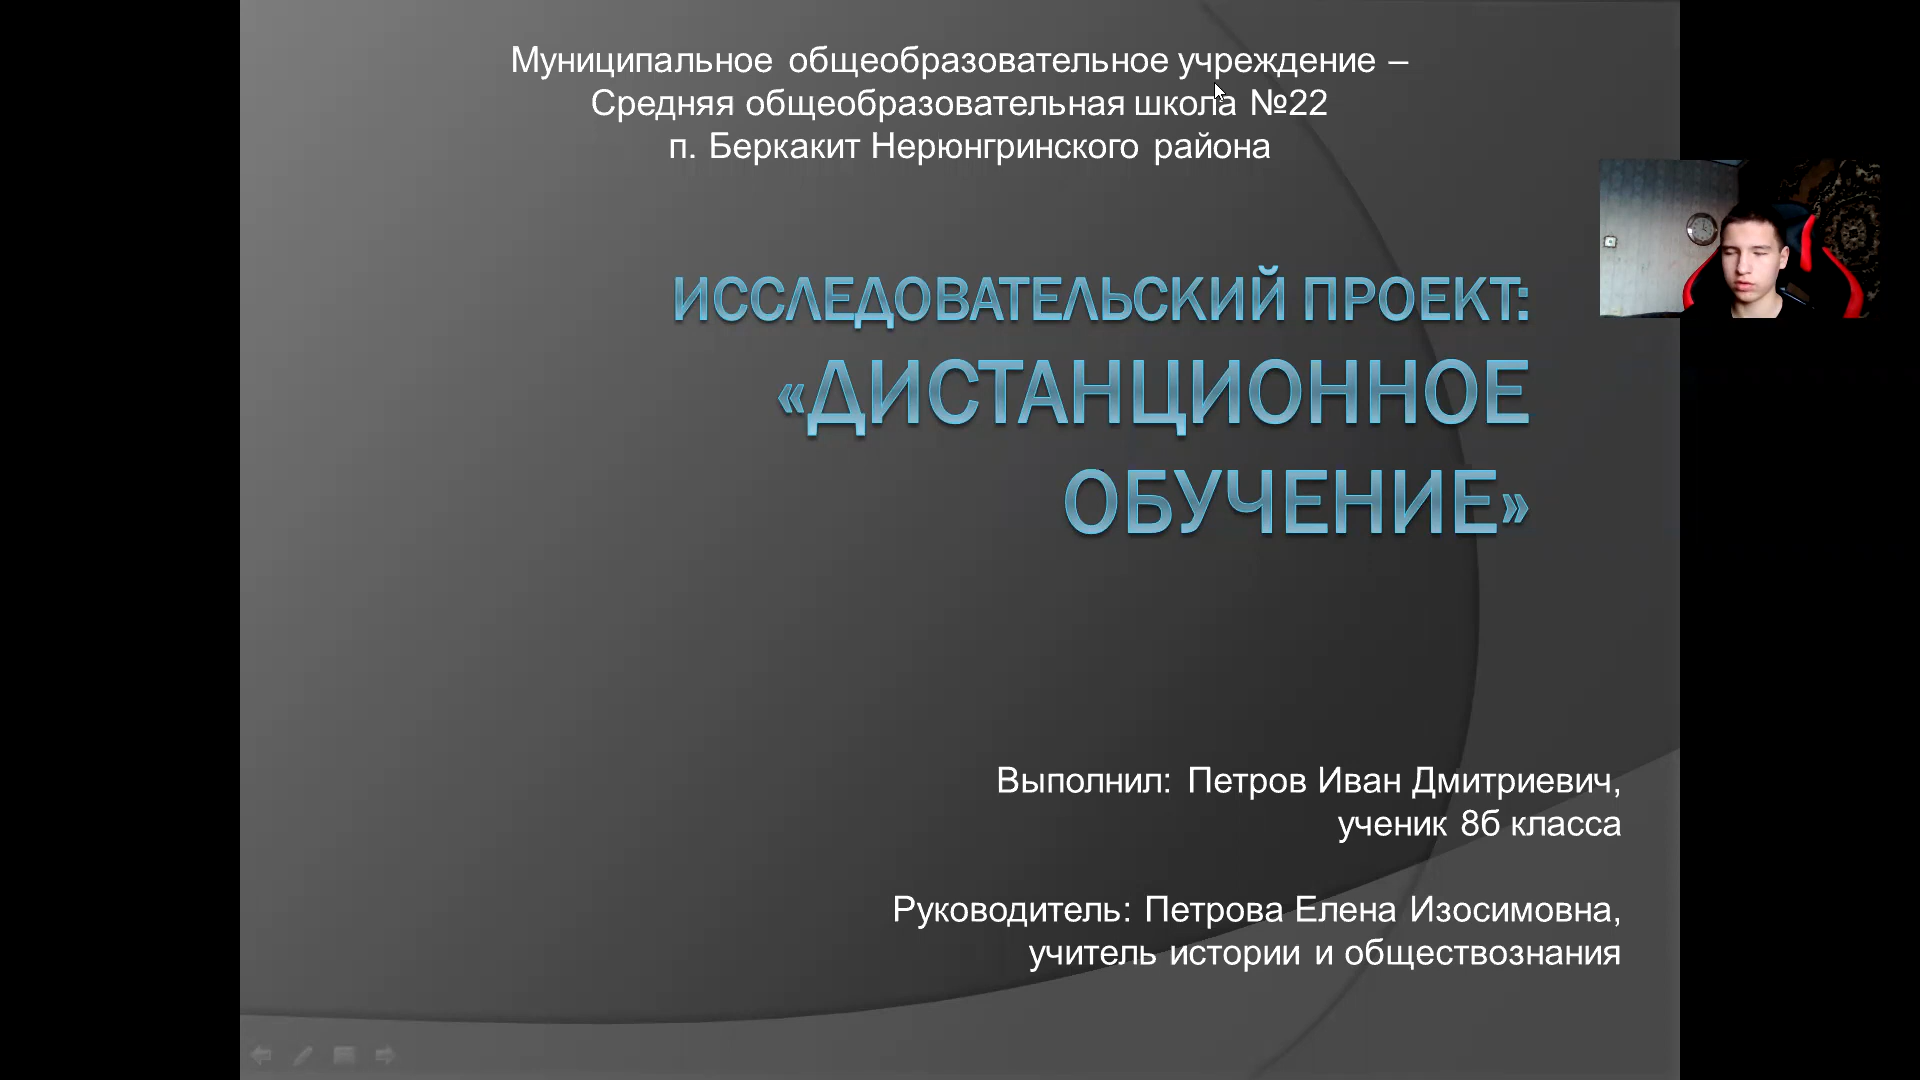 Муниципальное общеобразовательное учреждение –
Средняя общеобразовательная школа №22
п. Беркакит Нерюнгринского района
ИССЛЕДОВАТЕЛЬСКИЙ ПРОЕКТ:
«ДИСТАНЦИОННОЕ
ОБУЧЕНИЕ»
Выполнил: Петров Иван Дмитриевич,
ученик 8б класса
Руководитель: Петрова Елена Изосимовна,
учитель истории и обществознания